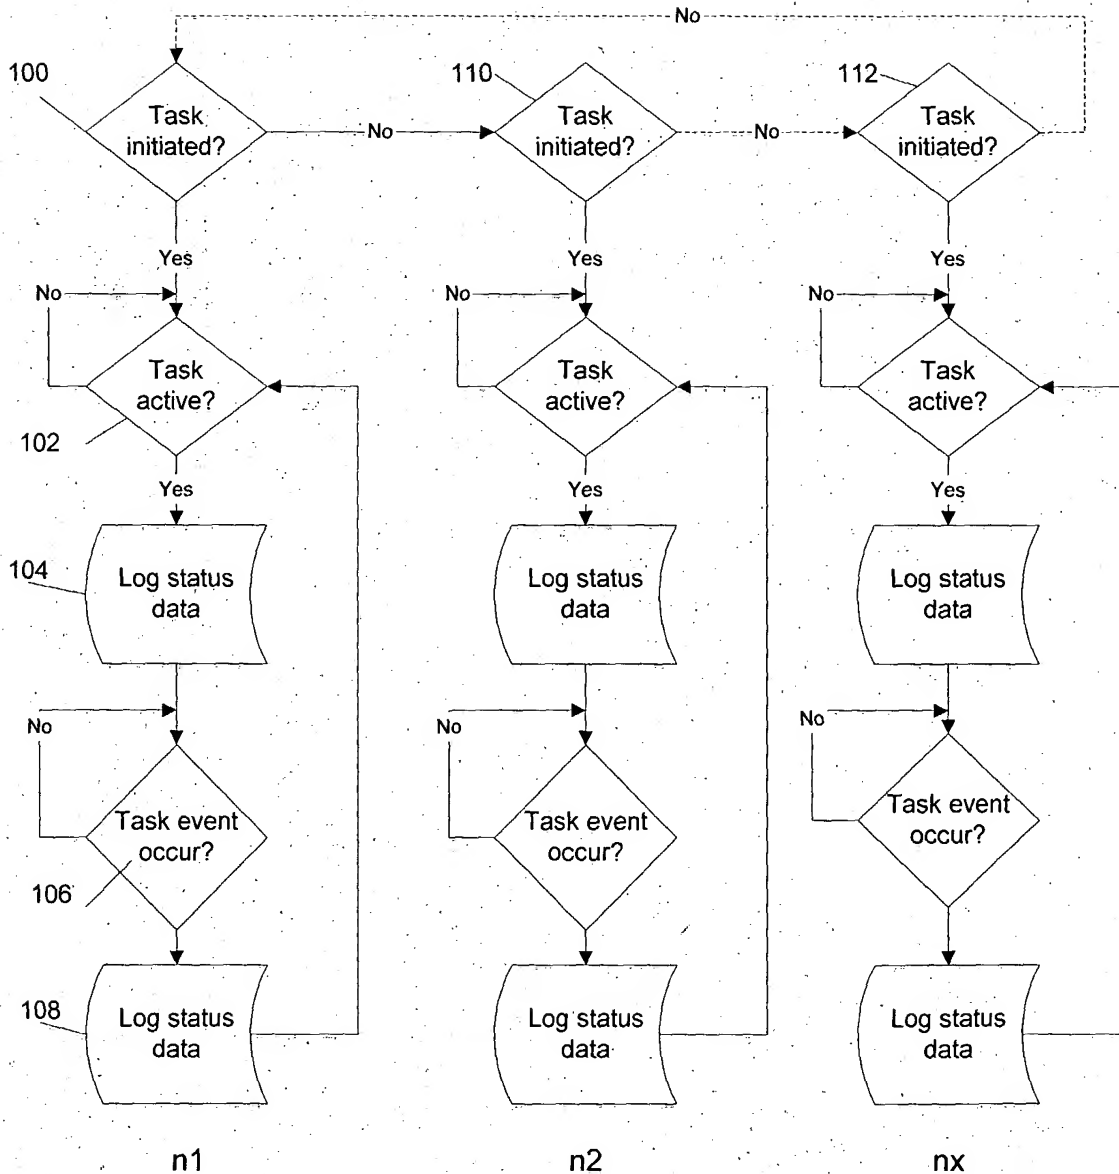 No
100
110
112
Task
initiated?
No
Task
initiated?
No
Task
initiated?
Yes
Yes
Yes
No
No
No
Task
active?
Task
active?
Task
active?
102
Yes
Yes
Yes
104
Log status
data
Log status
data
Log status
data
No
No
No
Task event
occur?
Task event
occur?
Task event
occur?
106
108
Log status
data
Log status
data
Log status
data
n1
n2
nx